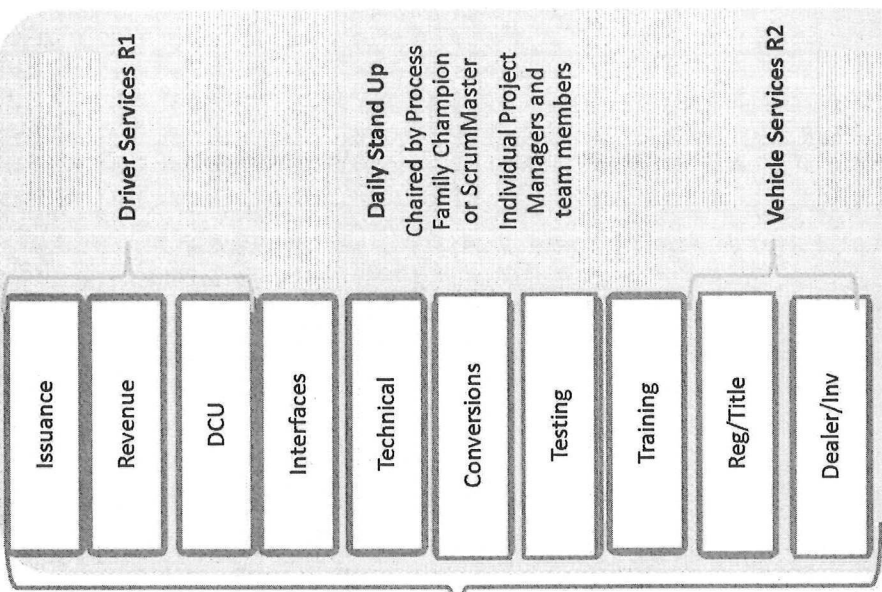 Issuance
Revenue
DCU
Interfaces
Technical
Conversions
Testing
Training
Reg/Title
Dealer/Inv
Driver Services R1
Daily Stand Up
Chaired by Process
Family Champion
or ScrumMaster
Individual Project
Managers and
team members
Vehicle Services R2